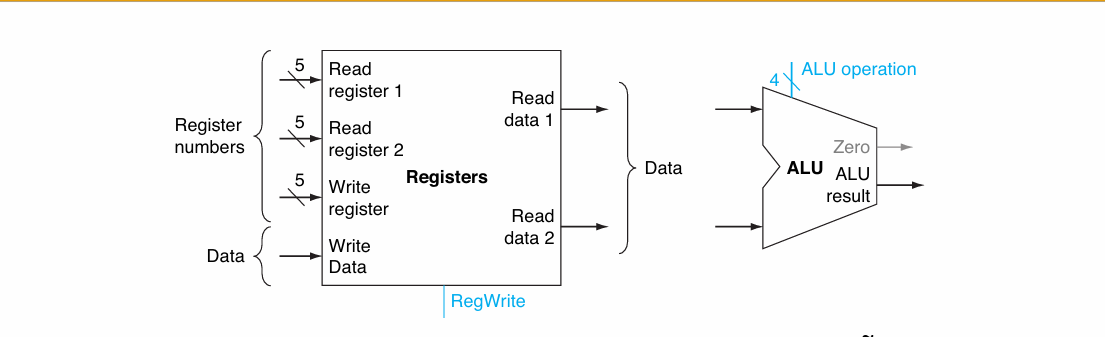 Register
numbers
Data
5
Read
register 1
5
Read
register 2
5
Write
register
Write
Data
Registers
Read
data 1
Read
data 2
RegWrite
Data
4
ALU operation
Zero
ALU
ALU
result